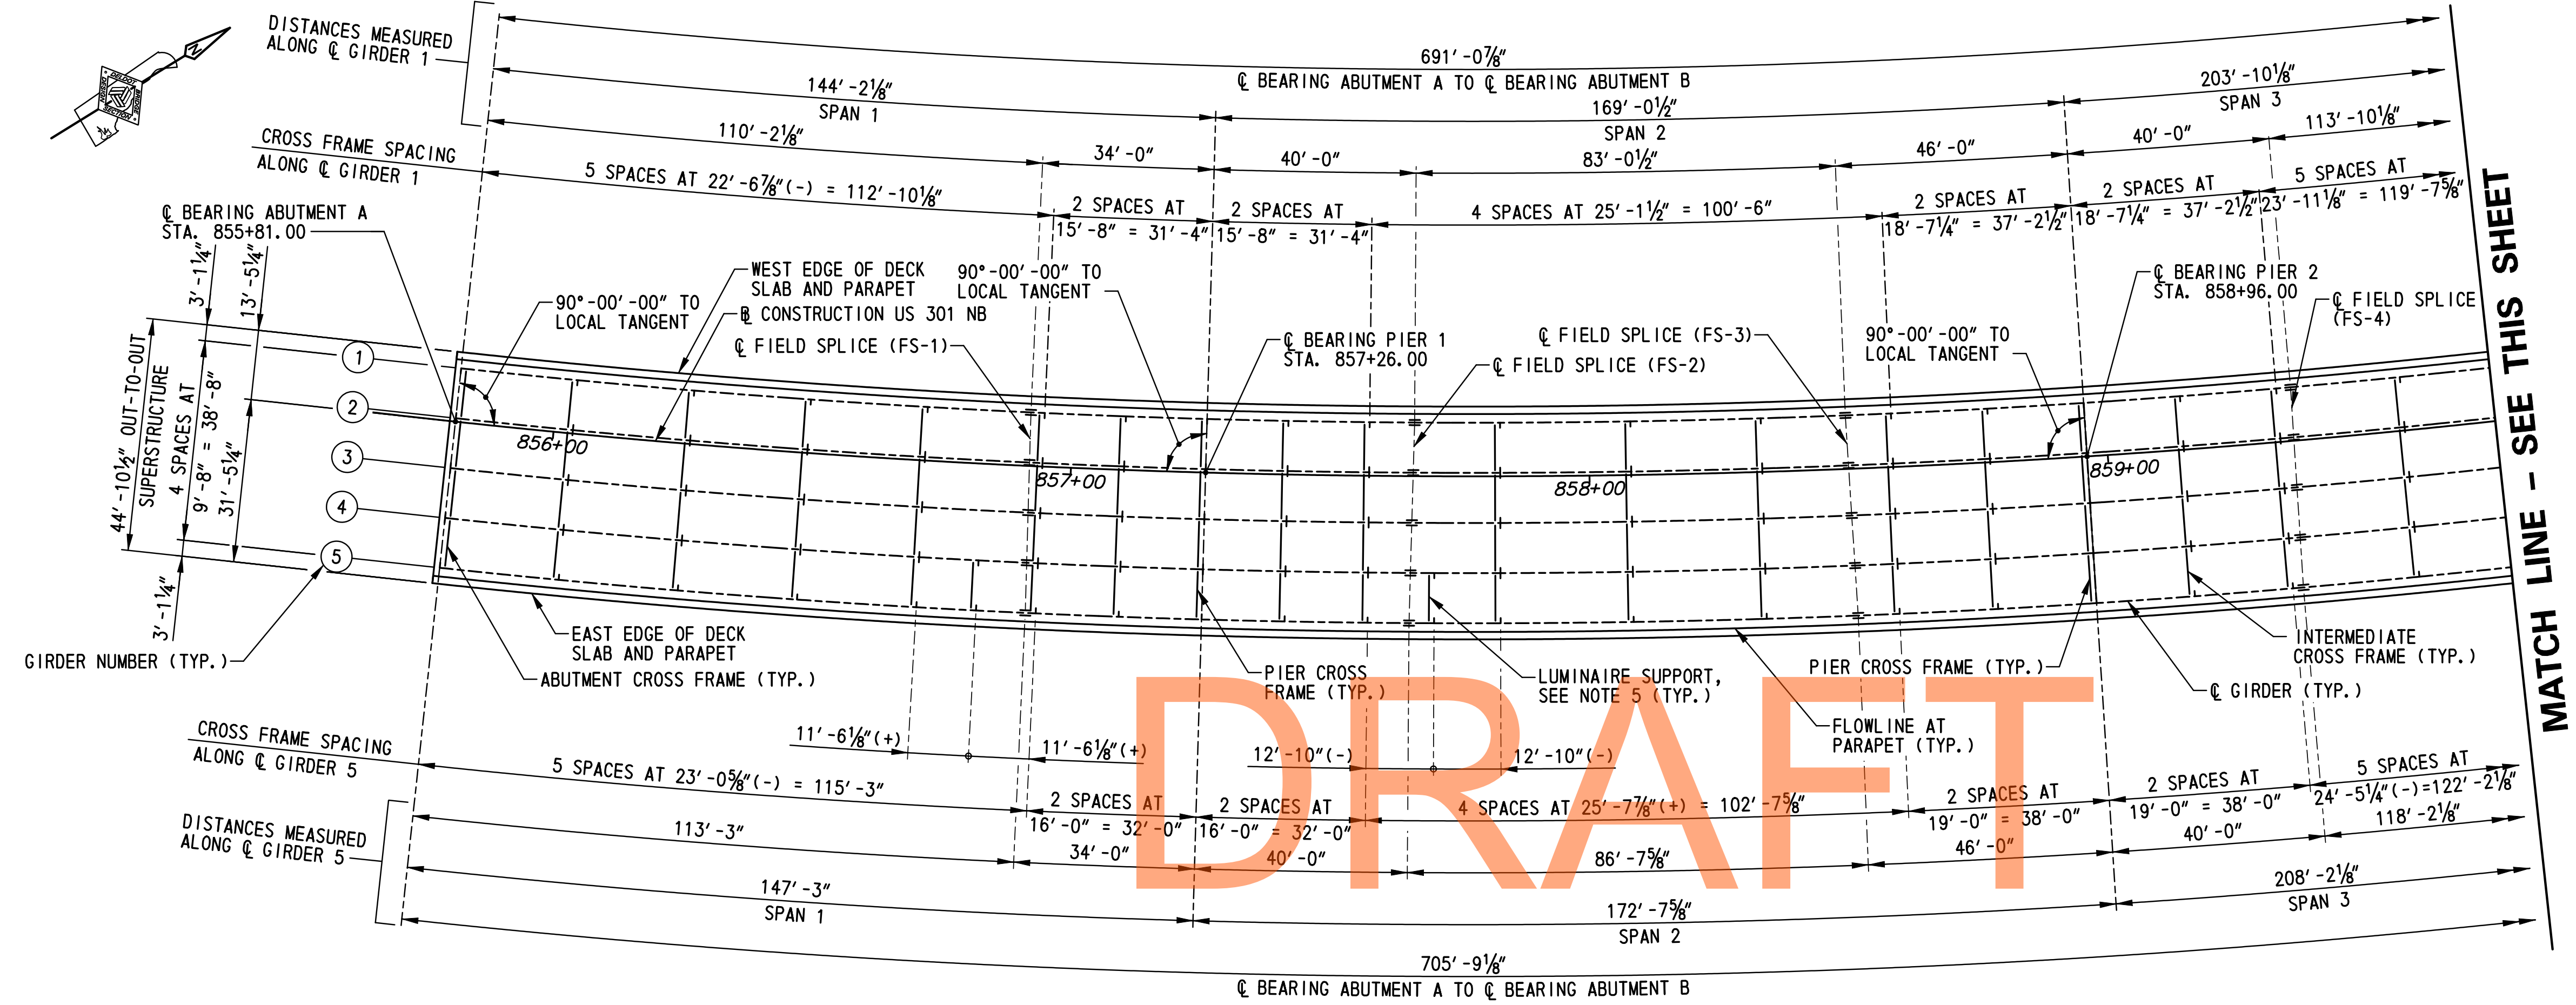 DISTANCES MEASURED
ALONG ℄ GIRDER 1
691'-0⅞"
℄ BEARING ABUTMENT A TO ℄ BEARING ABUTMENT B
144'-2⅛"
SPAN 1
169'-0½"
SPAN 2
203'-10⅛"
SPAN 3
110'-2⅛"
34'-0"
40'-0"
83'-0½"
46'-0"
40'-0"
113'-10⅛"
CROSS FRAME SPACING
ALONG ℄ GIRDER 1
5 SPACES AT 22'-6⅞"(-) = 112'-10⅛"
2 SPACES AT
15'-8" = 31'-4"
2 SPACES AT
15'-8" = 31'-4"
4 SPACES AT 25'-1½" = 100'-6"
2 SPACES AT
18'-7¼" = 37'-2½"
2 SPACES AT
18'-7¼" = 37'-2½"
5 SPACES AT
23'-11⅛" = 119'-7⅝"
N
DELDOT
BRIDGE
DESIGN
SECTION
℄ BEARING ABUTMENT A
STA. 855+81.00
3'-1¼"
13'-5¼"
90°-00'-00" TO
LOCAL TANGENT
WEST EDGE OF DECK
SLAB AND PARAPET
BL CONSTRUCTION US 301 NB
℄ FIELD SPLICE (FS-1)
90°-00'-00" TO
LOCAL TANGENT
℄ BEARING PIER 1
STA. 857+26.00
℄ FIELD SPLICE (FS-3)
℄ FIELD SPLICE (FS-2)
90°-00'-00" TO
LOCAL TANGENT
℄ BEARING PIER 2
STA. 858+96.00
℄ FIELD SPLICE
(FS-4)
44'-10½" OUT-TO-OUT
SUPERSTRUCTURE
4 SPACES AT
9'-8" = 38'-8"
31'-5¼"
3'-1¼"
1
2
3
4
5
856+00
857+00
858+00
859+00
GIRDER NUMBER (TYP.)
EAST EDGE OF DECK
SLAB AND PARAPET
ABUTMENT CROSS FRAME (TYP.)
PIER CROSS
FRAME (TYP.)
LUMINAIRE SUPPORT,
SEE NOTE 5 (TYP.)
PIER CROSS FRAME (TYP.)
FLOWLINE AT
PARAPET (TYP.)
INTERMEDIATE
CROSS FRAME (TYP.)
℄ GIRDER (TYP.)
MATCH LINE - SEE THIS SHEET
DRAFT
11'-6⅛"(+)
11'-6⅛"(+)
12'-10"(-)
12'-10"(-)
CROSS FRAME SPACING
ALONG ℄ GIRDER 5
5 SPACES AT 23'-0⅝"(-) = 115'-3"
2 SPACES AT
16'-0" = 32'-0"
2 SPACES AT
16'-0" = 32'-0"
4 SPACES AT 25'-7⅞"(+) = 102'-7⅝"
2 SPACES AT
19'-0" = 38'-0"
2 SPACES AT
19'-0" = 38'-0"
5 SPACES AT
24'-5¼"(-)=122'-2⅛"
DISTANCES MEASURED
ALONG ℄ GIRDER 5
113'-3"
34'-0"
40'-0"
86'-7⅝"
46'-0"
40'-0"
118'-2⅛"
147'-3"
SPAN 1
172'-7⅝"
SPAN 2
208'-2⅛"
SPAN 3
705'-9⅛"
℄ BEARING ABUTMENT A TO ℄ BEARING ABUTMENT B